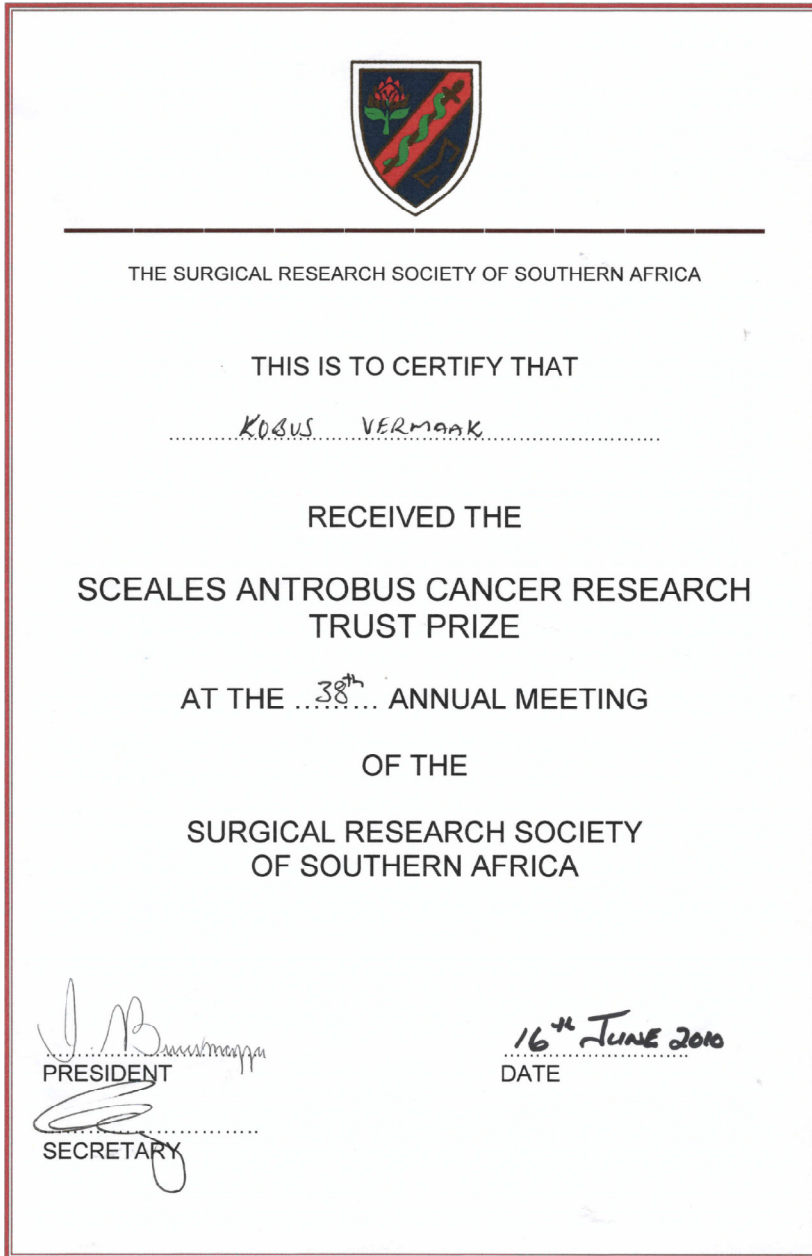 THE SURGICAL RESEARCH SOCIETY OF SOUTHERN AFRICA
THIS IS TO CERTIFY THAT
KOBUS VERMAAK
RECEIVED THE
SCEALES ANTROBUS CANCER RESEARCH
TRUST PRIZE
AT THE ...38th... ANNUAL MEETING
OF THE
SURGICAL RESEARCH SOCIETY
OF SOUTHERN AFRICA
16th JUNE 2010
PRESIDENT
DATE
SECRETARY